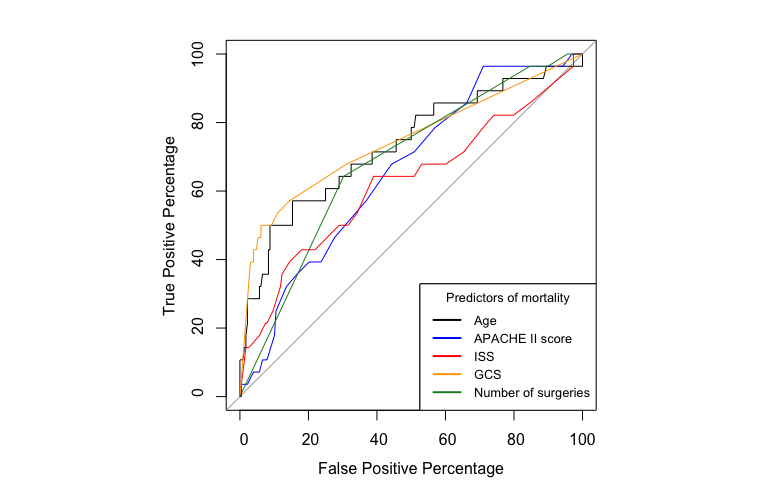 100
80
60
40
20
0
True Positive Percentage
Predictors of mortality
Age
APACHE II score
ISS
GCS
Number of surgeries
0 20 40 60 80 100
False Positive Percentage